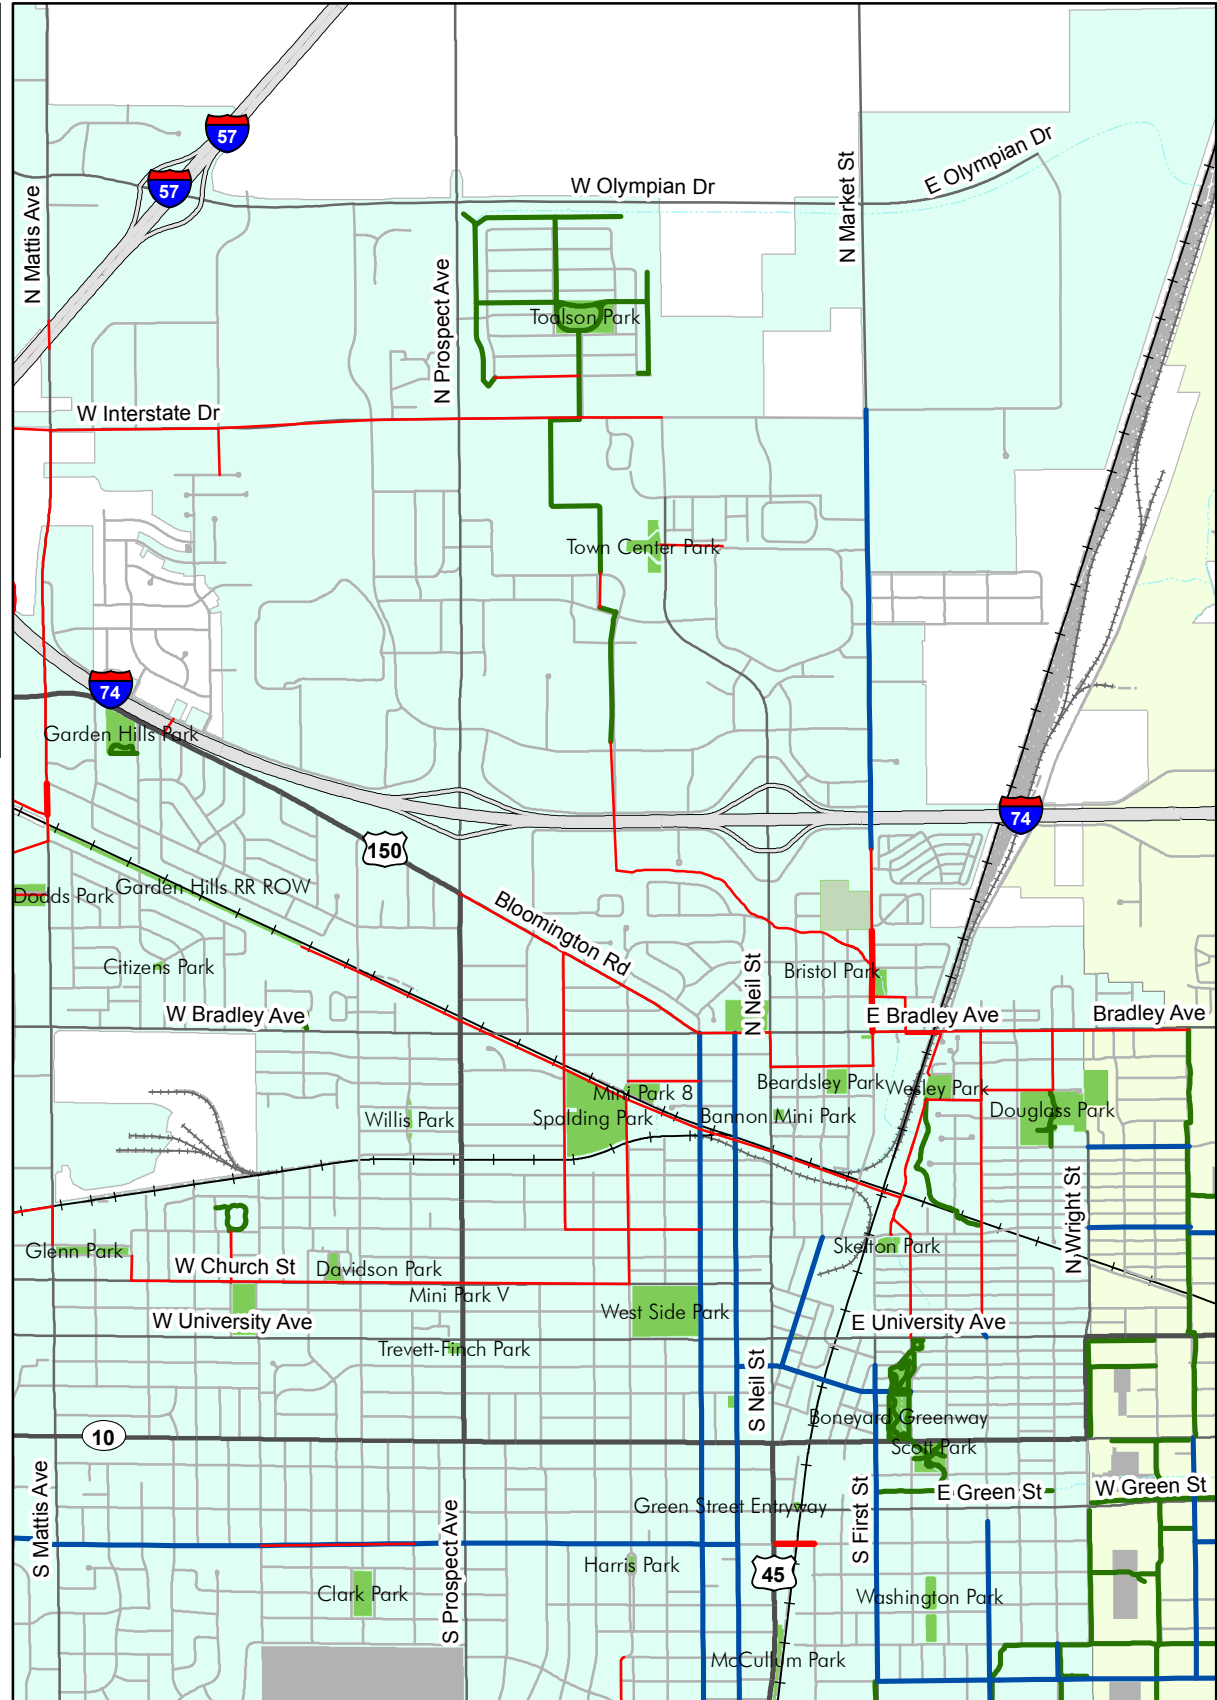 57
57
W Olympian Dr
E Olympian Dr
N Mattis Ave
N Market St
N Prospect Ave
Toalson Park
W Interstate Dr
Town Center Park
74
Garden Hills Park
74
150
Garden Hills RR ROW
Dodds Park
Bloomington Rd
Citizens Park
N Neil St
Bristol Park
W Bradley Ave
E Bradley Ave
Bradley Ave
Mini Park 8
Beardsley Park
Wesley Park
Willis Park
Spalding Park
Bannon Mini Park
Douglass Park
N Wright St
Glenn Park
W Church St
Davidson Park
Skelton Park
Mini Park V
West Side Park
W University Ave
E University Ave
Trevett-Finch Park
S Neil St
Boneyard Greenway
10
Scott Park
S Mattis Ave
Green Street Entryway
E Green St
W Green St
S First St
S Prospect Ave
Harris Park
45
Clark Park
Washington Park
McCullum Park